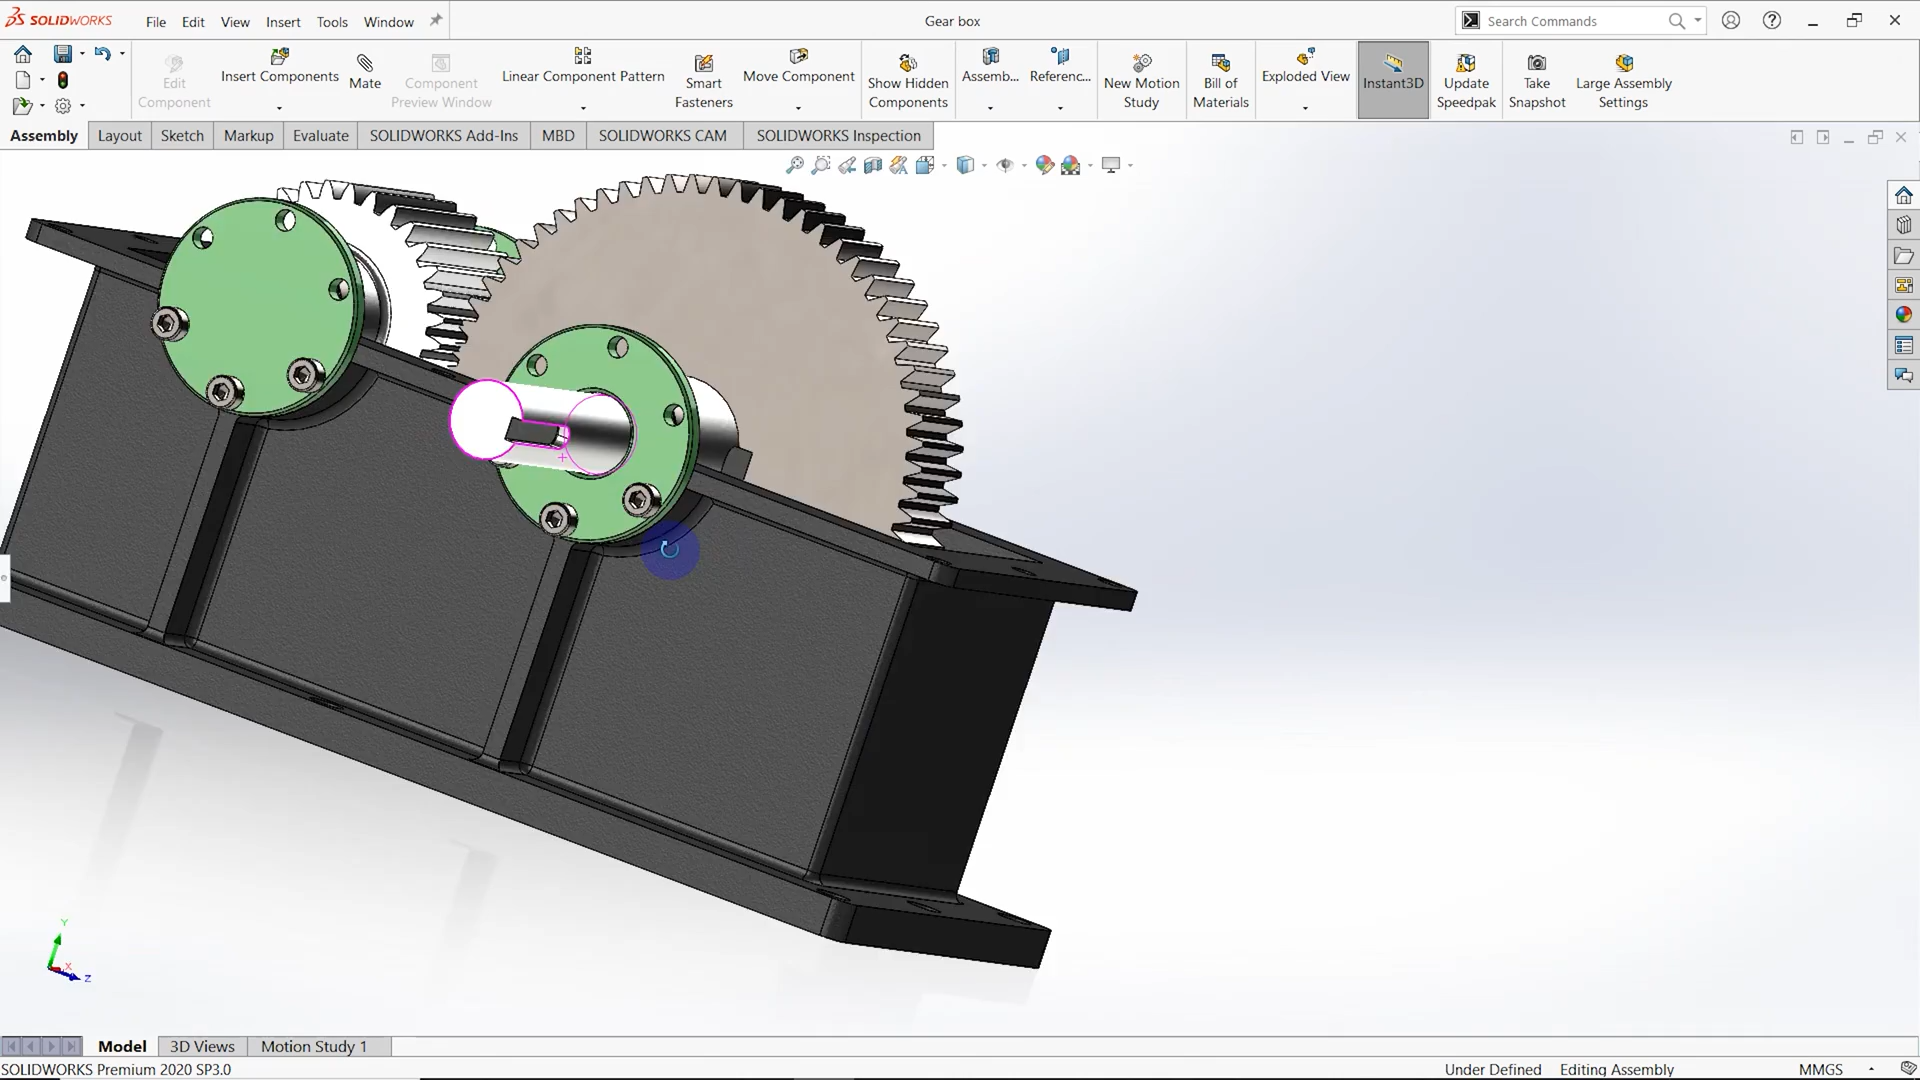 SOLIDWORKS File Edit View Insert Tools Window Gear box Search Commands
Edit Component
Insert Components
Mate
Component Preview Window
Linear Component Pattern
Smart Fasteners
Move Component
Show Hidden Components
Assemb...
Referenc...
New Motion Study
Bill of Materials
Exploded View
Instant3D
Update Speedpak
Take Snapshot
Large Assembly Settings
Assembly Layout Sketch Markup Evaluate SOLIDWORKS Add-Ins MBD SOLIDWORKS CAM SOLIDWORKS Inspection
Y
X
Z
Model 3D Views Motion Study 1
SOLIDWORKS Premium 2020 SP3.0 Under Defined Editing Assembly MMGS